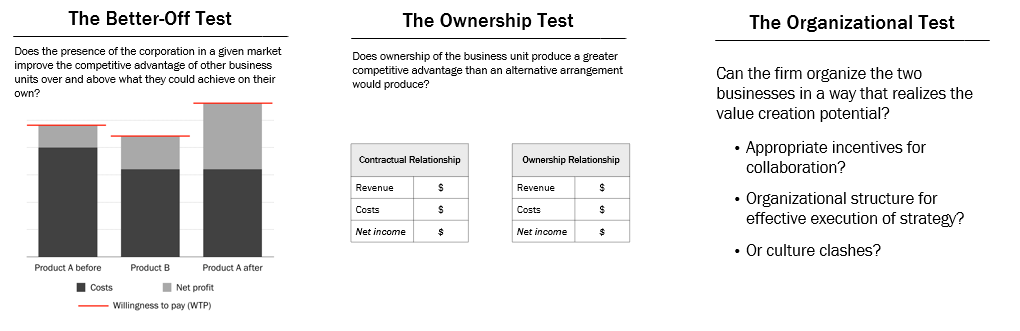 The Better-Off Test
Does the presence of the corporation in a given market
improve the competitive advantage of other business
units over and above what they could achieve on their
own?
Product A before
Product B
Product A after
Costs
Net profit
Willingness to pay (WTP)
The Ownership Test
Does ownership of the business unit produce a greater
competitive advantage than an alternative arrangement
would produce?
Contractual Relationship
Revenue $
Costs $
Net income $
Ownership Relationship
Revenue $
Costs $
Net income $
The Organizational Test
Can the firm organize the two
businesses in a way that realizes the
value creation potential?
• Appropriate incentives for
collaboration?
• Organizational structure for
effective execution of strategy?
• Or culture clashes?